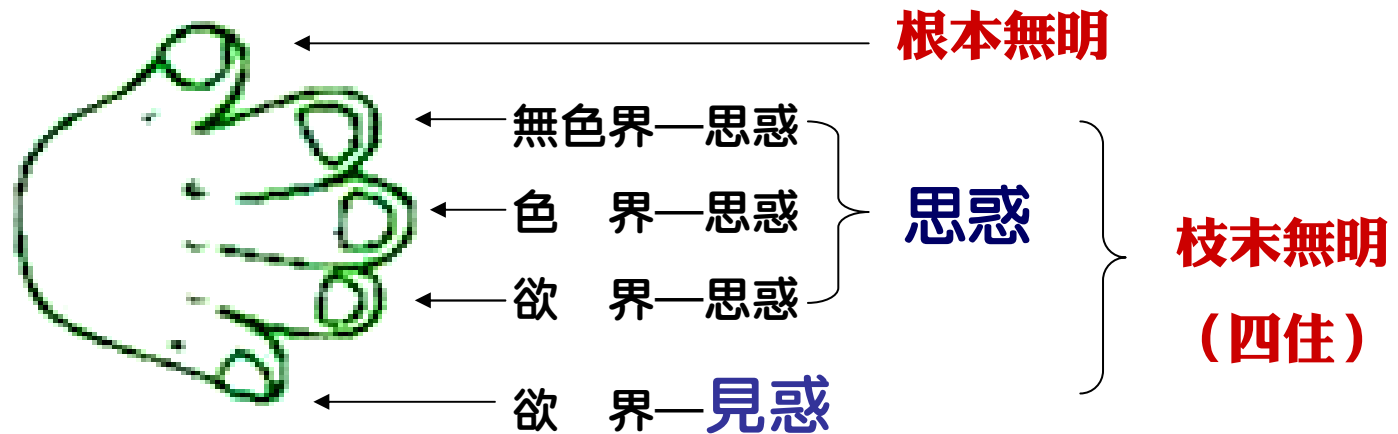 根本無明
無色界—思惑
色　界—思惑
欲　界—思惑
欲　界—見惑
思惑
枝末無明
（四住）